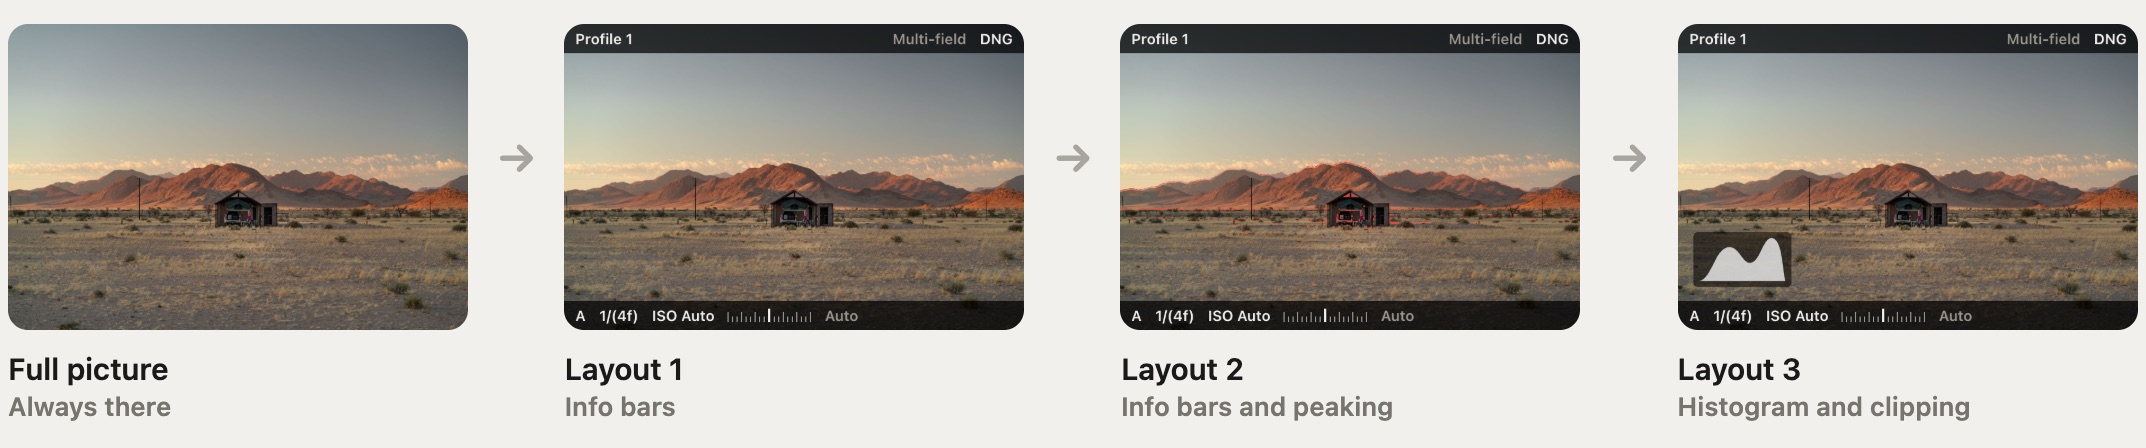 Profile 1 Multi-field DNG
A 1/(4f) ISO Auto Auto
Profile 1 Multi-field DNG
A 1/(4f) ISO Auto Auto
Profile 1 Multi-field DNG
A 1/(4f) ISO Auto Auto
Full picture
Always there
Layout 1
Info bars
Layout 2
Info bars and peaking
Layout 3
Histogram and clipping